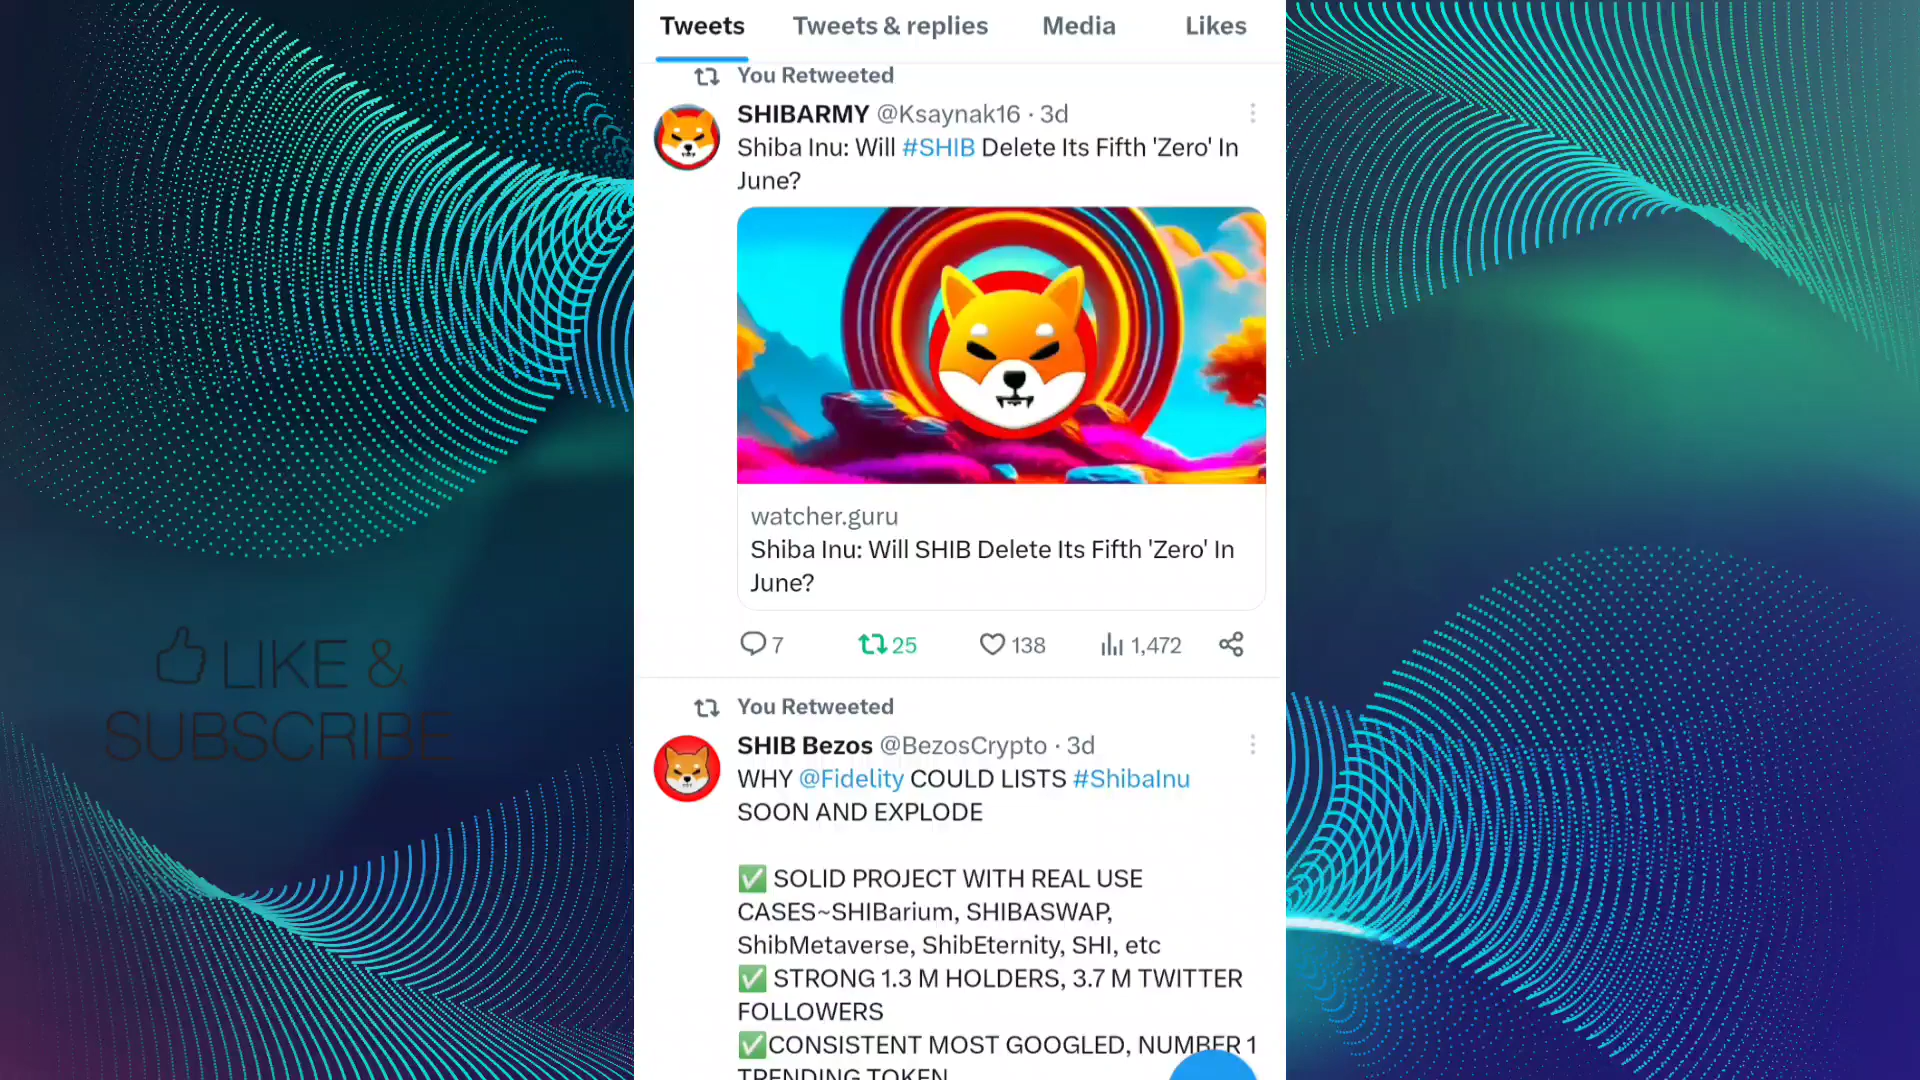 Tweets Tweets & replies Media Likes
You Retweeted
SHIBARMY @Ksaynak16 · 3d
Shiba Inu: Will #SHIB Delete Its Fifth 'Zero' In
June?
watcher.guru
Shiba Inu: Will SHIB Delete Its Fifth 'Zero' In
June?
7 25 138 1,472
LIKE &
SUBSCRIBE
You Retweeted
SHIB Bezos @BezosCrypto · 3d
WHY @Fidelity COULD LISTS #ShibaInu
SOON AND EXPLODE
✅ SOLID PROJECT WITH REAL USE
CASES~SHIBarium, SHIBASWAP,
ShibMetaverse, ShibEternity, SHI, etc
✅ STRONG 1.3 M HOLDERS, 3.7 M TWITTER
FOLLOWERS
✅CONSISTENT MOST GOOGLED, NUMBER 1
TRENDING TOKEN